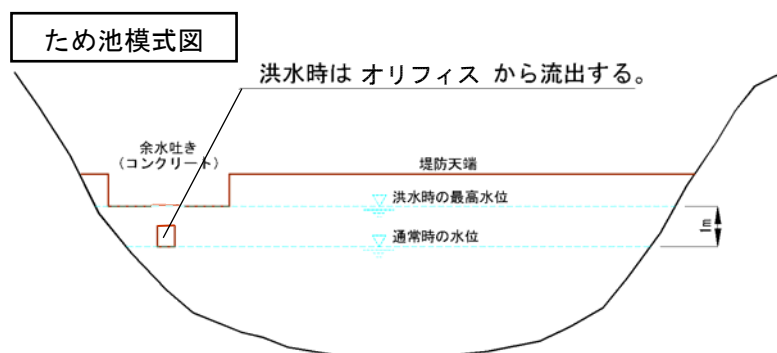 ため池模式図
洪水時は オリフィス から流出する。
余水吐き
（コンクリート）
堤防天端
洪水時の最高水位
通常時の水位
1m